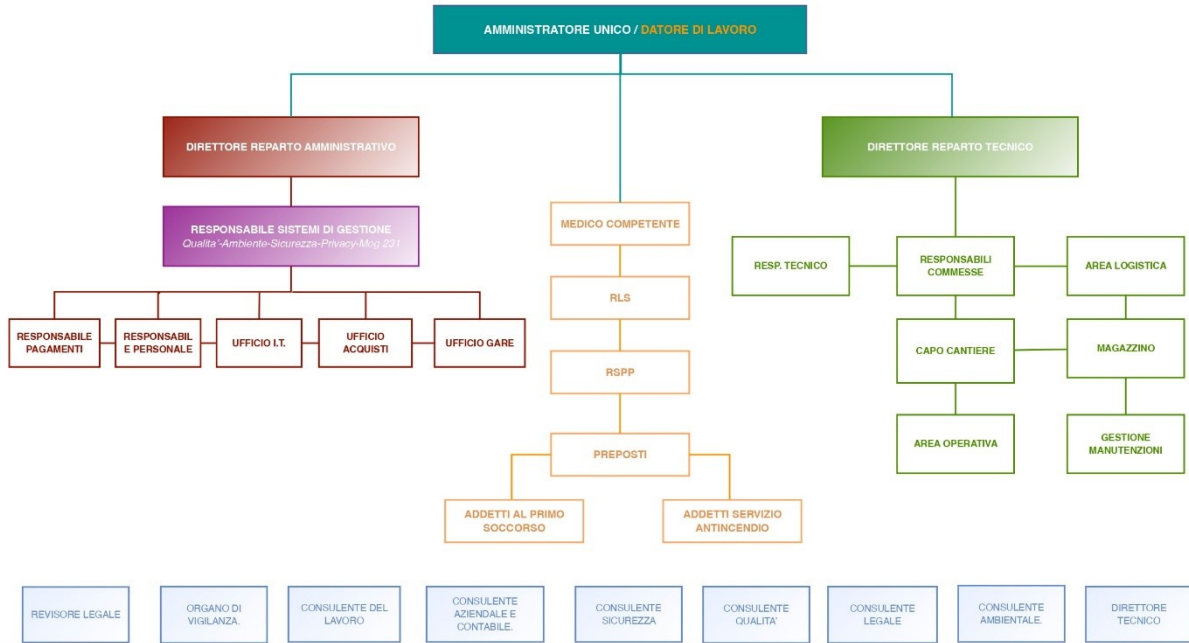 AMMINISTRATORE UNICO / DATORE DI LAVORO
DIRETTORE REPARTO AMMINISTRATIVO
DIRETTORE REPARTO TECNICO
RESPONSABILE SISTEMI DI GESTIONE
Qualita'-Ambiente-Sicurezza-Privacy-Mog 231
MEDICO COMPETENTE
RESP. TECNICO
RESPONSABILI
COMMESSE
AREA LOGISTICA
RLS
RESPONSABILE
PAGAMENTI
RESPONSABIL
E PERSONALE
UFFICIO I.T.
UFFICIO
ACQUISTI
UFFICIO GARE
CAPO CANTIERE
MAGAZZINO
RSPP
PREPOSTI
AREA OPERATIVA
GESTIONE
MANUTENZIONI
ADDETTI AL PRIMO
SOCCORSO
ADDETTI SERVIZIO
ANTINCENDIO
REVISORE LEGALE
ORGANO DI
VIGILANZA.
CONSULENTE DEL
LAVORO
CONSULENTE
AZIENDALE E
CONTABILE.
CONSULENTE
SICUREZZA
CONSULENTE
QUALITA'
CONSULENTE
LEGALE
CONSULENTE
AMBIENTALE.
DIRETTORE
TECNICO